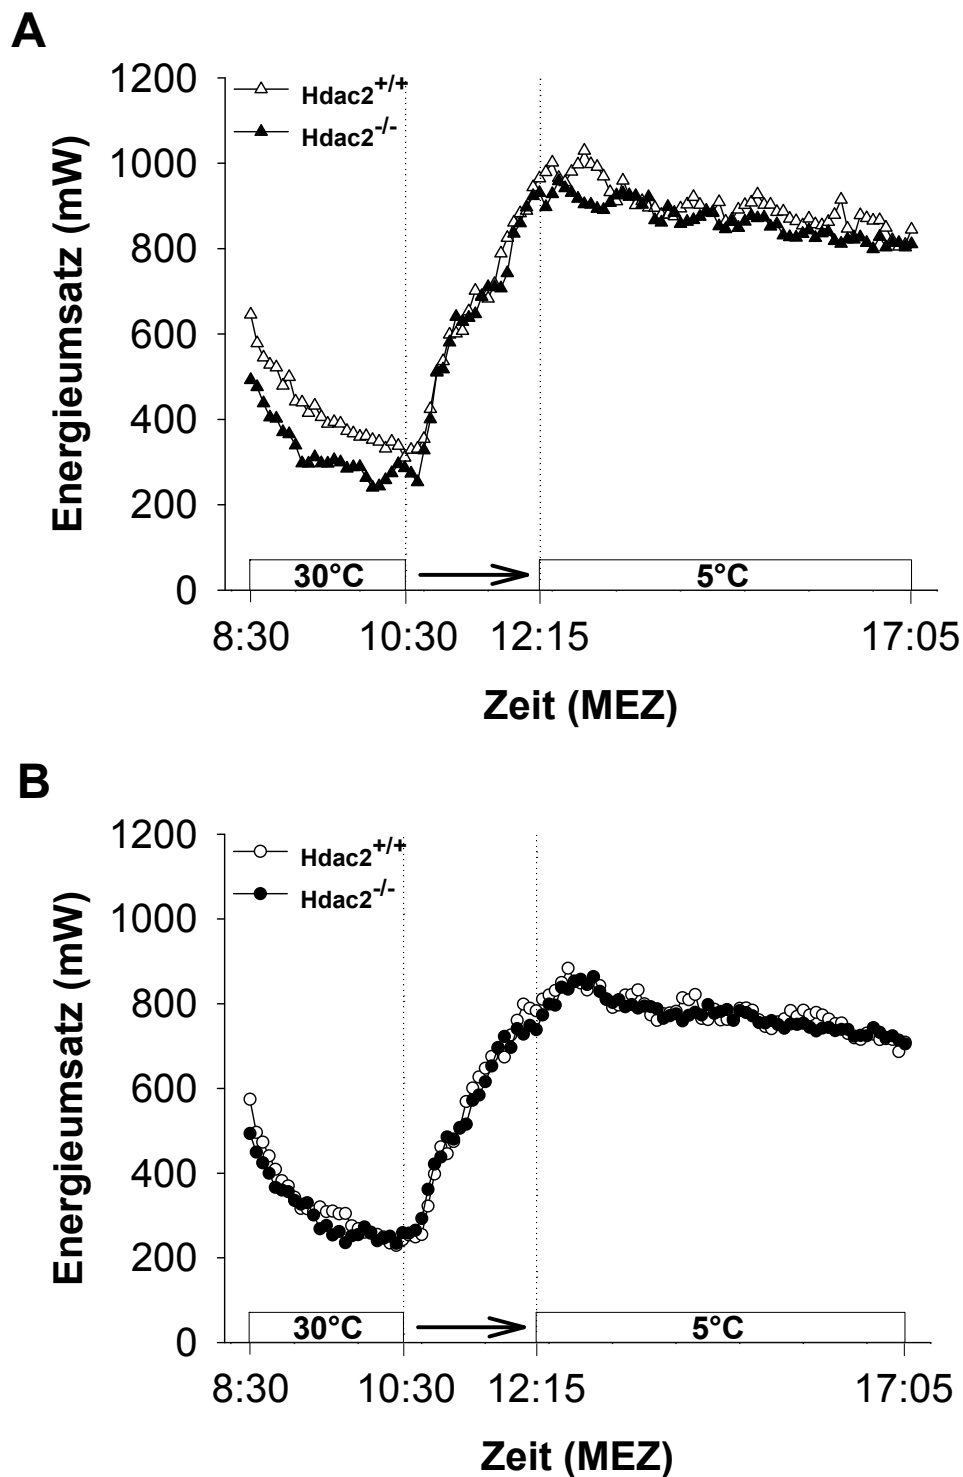 A
1200
1000
800
600
400
200
0
Energieumsatz (mW)
Hdac2+/+
Hdac2-/-
30°C
5°C
8:30 10:30 12:15 17:05
Zeit (MEZ)
B
1200
1000
800
600
400
200
0
Energieumsatz (mW)
Hdac2+/+
Hdac2-/-
30°C
5°C
8:30 10:30 12:15 17:05
Zeit (MEZ)